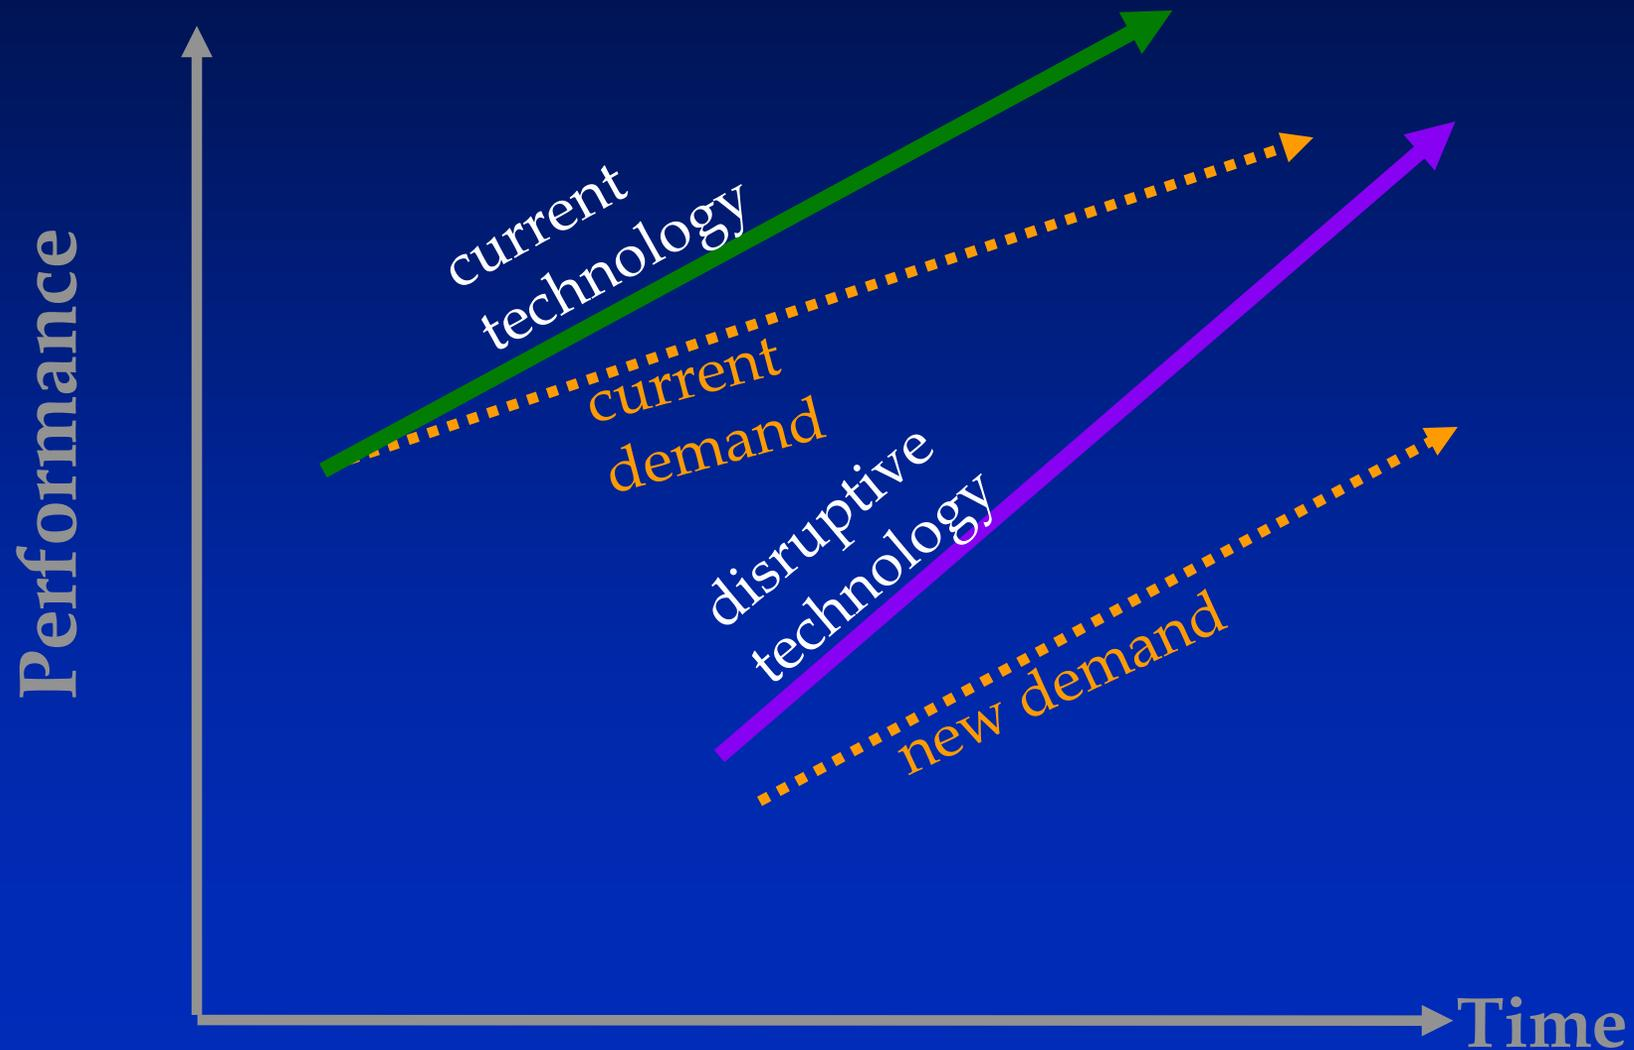 Performance
current
technology
current
demand
disruptive
technology
new demand
Time